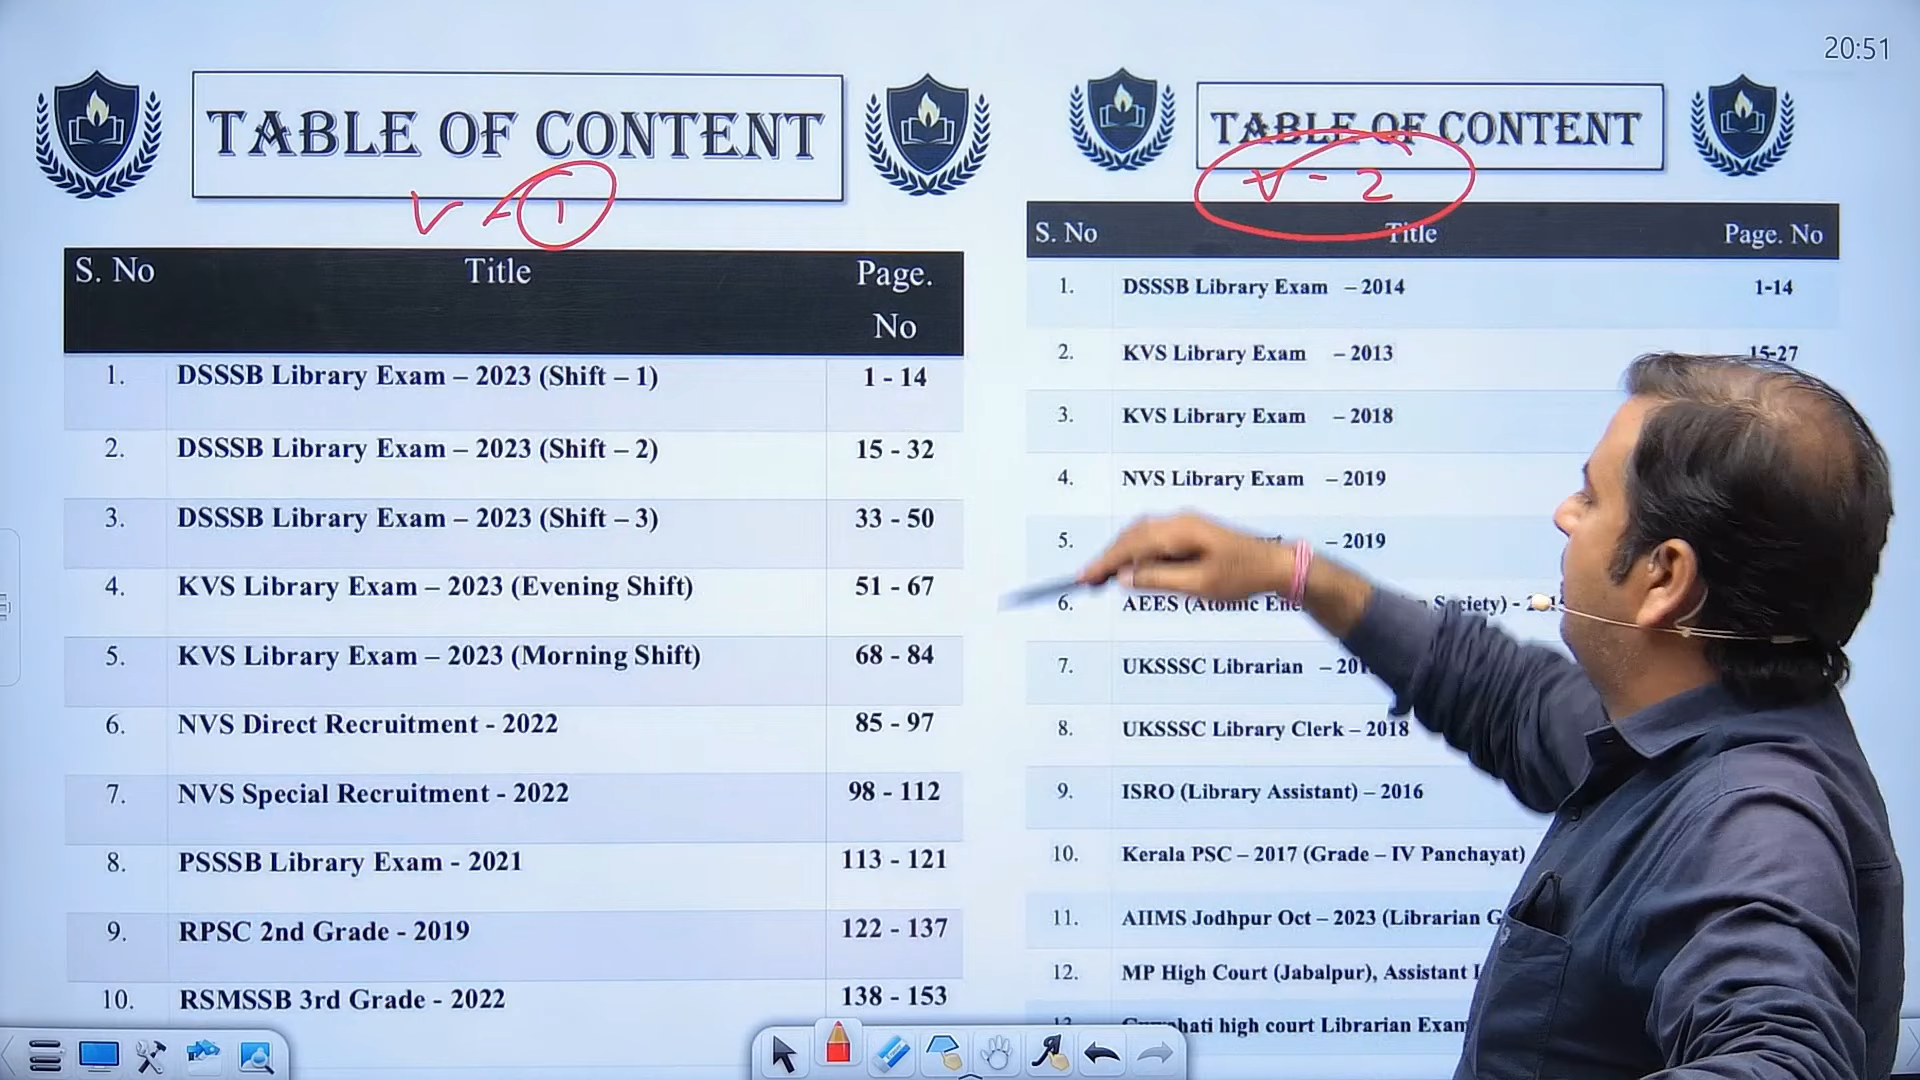 20:51
TABLE OF CONTENT
V - 1
S. No Title Page. No
1. DSSSB Library Exam – 2023 (Shift – 1) 1 - 14
2. DSSSB Library Exam – 2023 (Shift – 2) 15 - 32
3. DSSSB Library Exam – 2023 (Shift – 3) 33 - 50
4. KVS Library Exam – 2023 (Evening Shift) 51 - 67
5. KVS Library Exam – 2023 (Morning Shift) 68 - 84
6. NVS Direct Recruitment - 2022 85 - 97
7. NVS Special Recruitment - 2022 98 - 112
8. PSSSB Library Exam - 2021 113 - 121
9. RPSC 2nd Grade - 2019 122 - 137
10. RSMSSB 3rd Grade - 2022 138 - 153
TABLE OF CONTENT
V - 2
S. No Title Page. No
1. DSSSB Library Exam – 2014 1-14
2. KVS Library Exam – 2013 15-27
3. KVS Library Exam – 2018
4. NVS Library Exam – 2019
5. – 2019
6. AEES (Atomic Society) -
7. UKSSSC Librarian –
8. UKSSSC Library Clerk – 2018
9. ISRO (Library Assistant) – 2016
10. Kerala PSC – 2017 (Grade – IV Panchayat)
11. AIIMS Jodhpur Oct – 2023 (Librarian
12. MP High Court (Jabalpur), Assistant
high court Librarian Exam